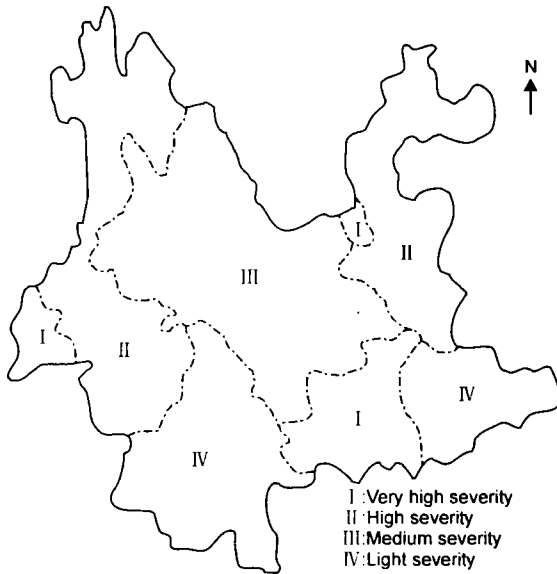 N
I
II
III
I
II
IV
I
IV
I :Very high severity
II :High severity
III:Medium severity
IV:Light severity